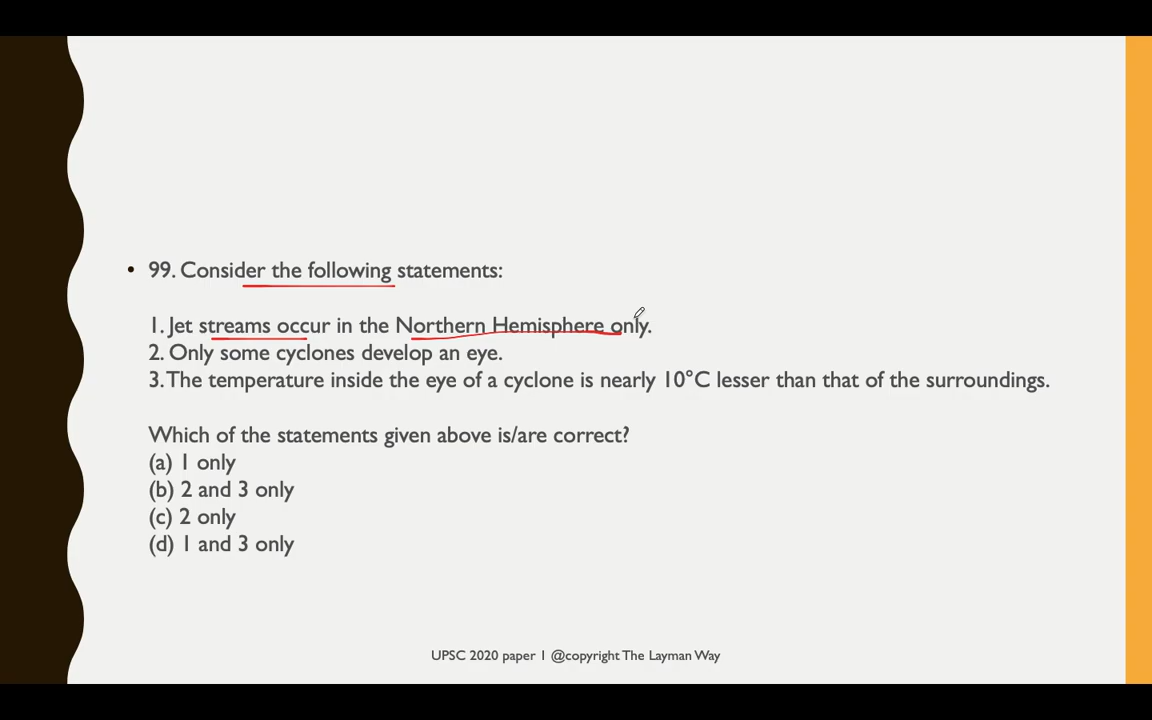 • 99. Consider the following statements:
1. Jet streams occur in the Northern Hemisphere only.
2. Only some cyclones develop an eye.
3. The temperature inside the eye of a cyclone is nearly 10°C lesser than that of the surroundings.
Which of the statements given above is/are correct?
(a) 1 only
(b) 2 and 3 only
(c) 2 only
(d) 1 and 3 only
UPSC 2020 paper 1 @copyright The Layman Way